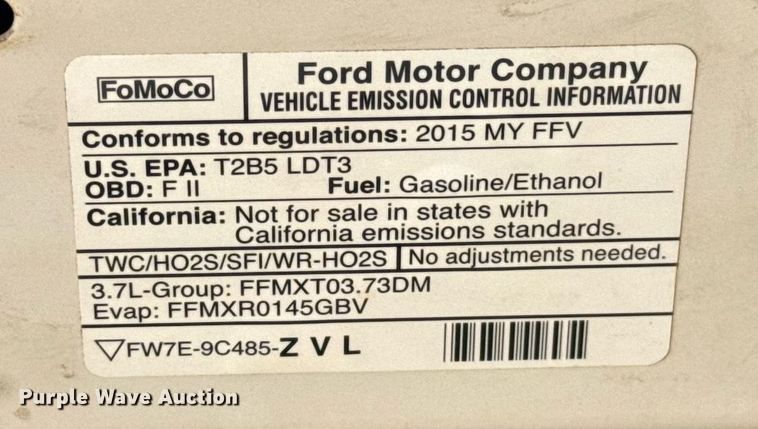 FoMoCo
Ford Motor Company
VEHICLE EMISSION CONTROL INFORMATION
Conforms to regulations: 2015 MY FFV
U.S. EPA: T2B5 LDT3
OBD: F II Fuel: Gasoline/Ethanol
California: Not for sale in states with
California emissions standards.
TWC/HO2S/SFI/WR-HO2S No adjustments needed.
3.7L-Group: FFMXT03.73DM
Evap: FFMXR0145GBV
▽FW7E-9C485-Z V L
Purple Wave Auction